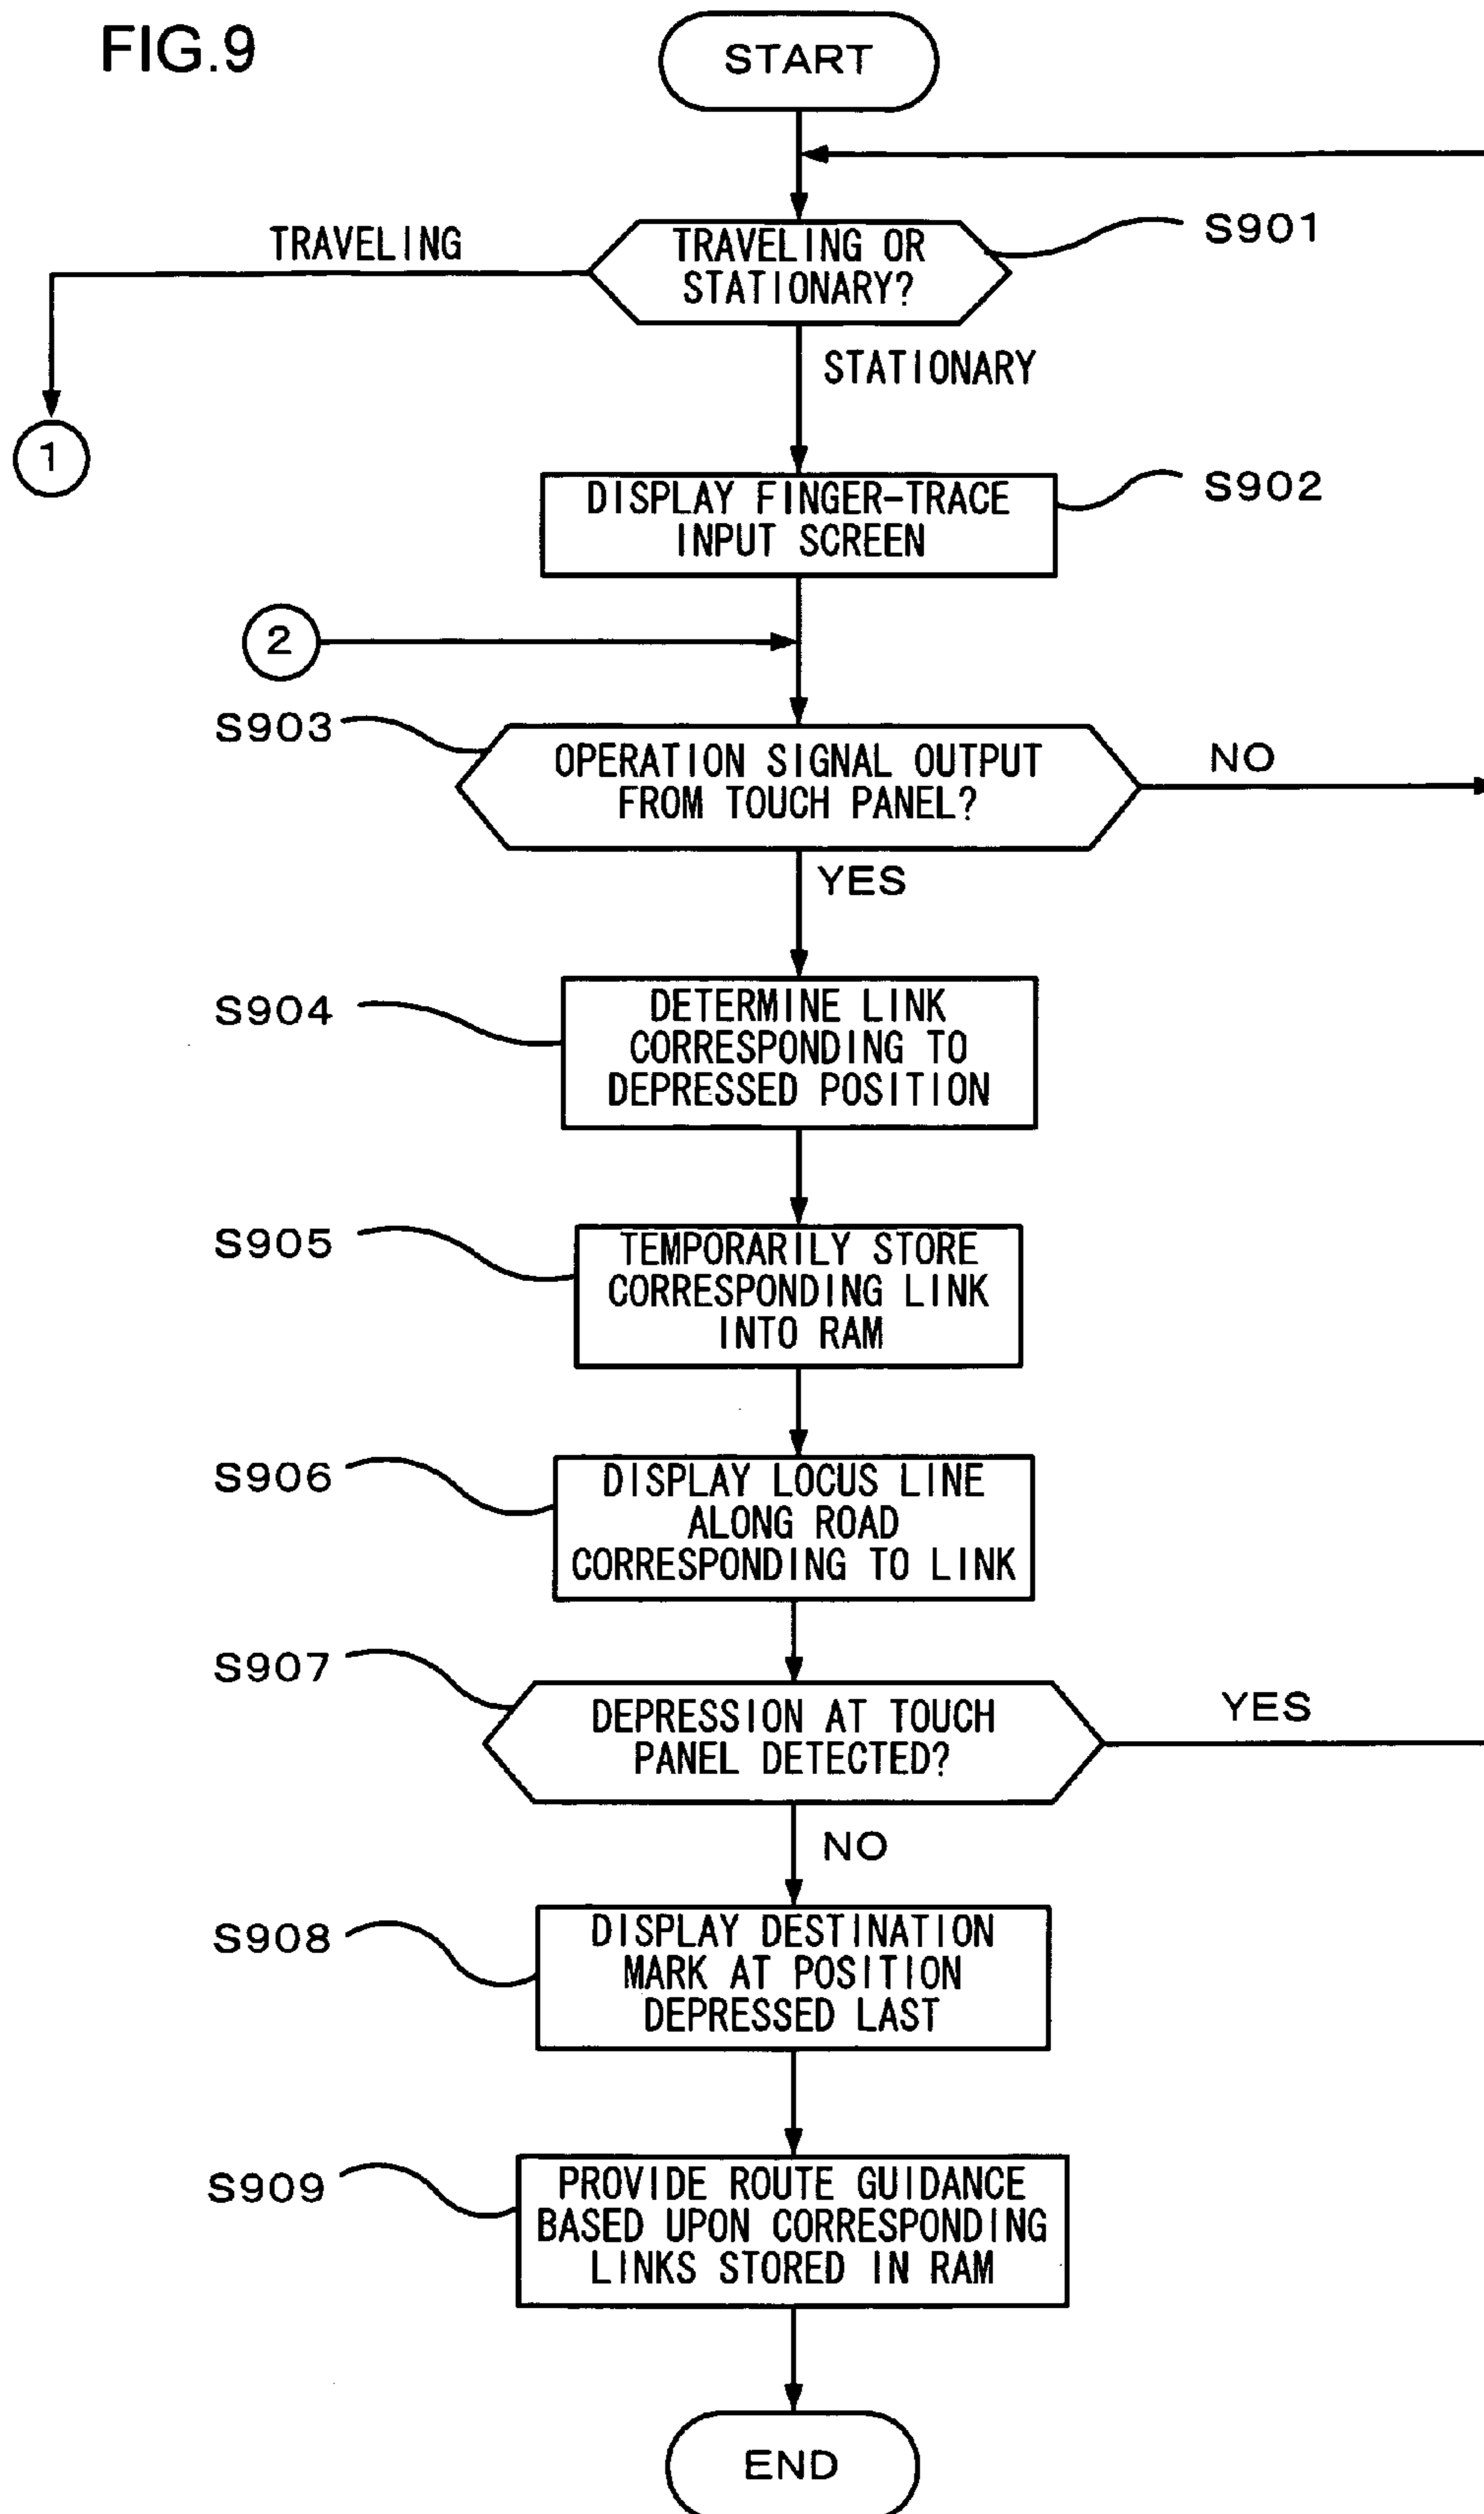 FIG.9
START
TRAVELING OR
STATIONARY?
S901
TRAVELING
STATIONARY
1
DISPLAY FINGER-TRACE
INPUT SCREEN
S902
2
S903
OPERATION SIGNAL OUTPUT
FROM TOUCH PANEL?
NO
YES
S904
DETERMINE LINK
CORRESPONDING TO
DEPRESSED POSITION
S905
TEMPORARILY STORE
CORRESPONDING LINK
INTO RAM
S906
DISPLAY LOCUS LINE
ALONG ROAD
CORRESPONDING TO LINK
S907
DEPRESSION AT TOUCH
PANEL DETECTED?
YES
NO
S908
DISPLAY DESTINATION
MARK AT POSITION
DEPRESSED LAST
S909
PROVIDE ROUTE GUIDANCE
BASED UPON CORRESPONDING
LINKS STORED IN RAM
END